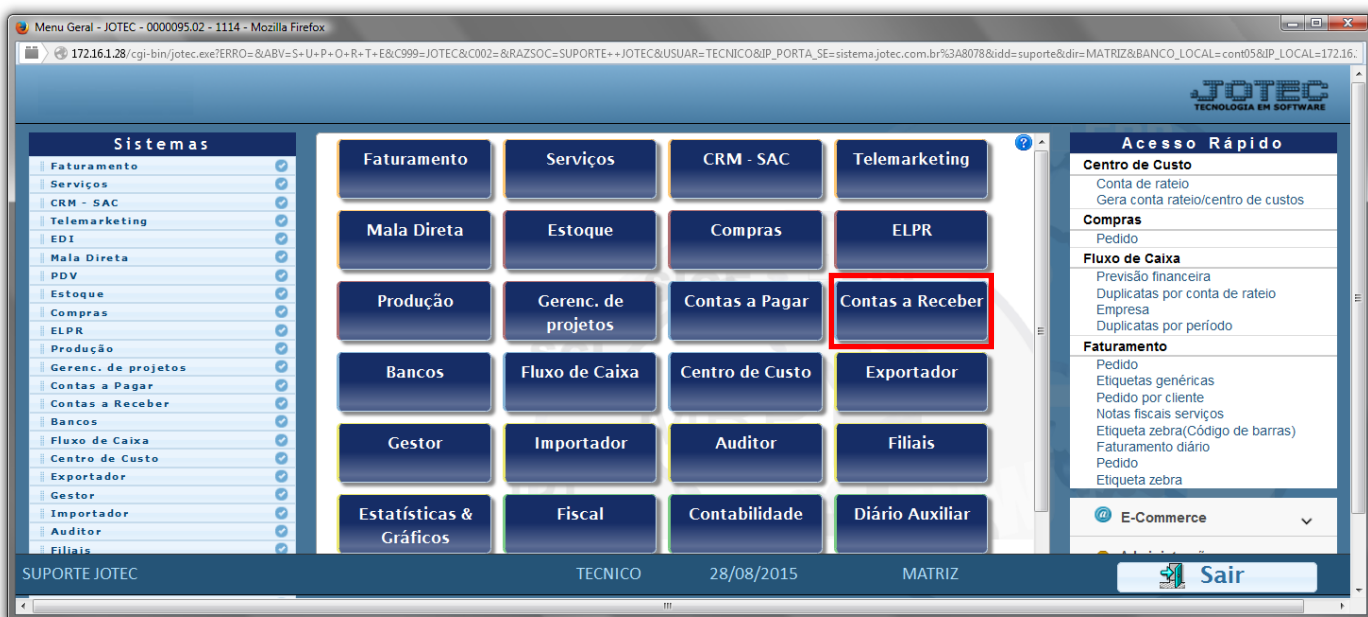 Menu Geral - JOTEC - 0000095.02 - 1114 - Mozilla Firefox
172.16.1.28/cgi-bin/jotec.exe?ERRO=&ABV=S+U+P+O+R+T+E&C999=JOTEC&C002=&RAZSOC=SUPORTE++JOTEC&USUAR=TECNICO&IP_PORTA_SE=sistema.jotec.com.br%3A8078&idd=suporte&dir=MATRIZ&BANCO_LOCAL=cont05&IP_LOCAL=172.16.
JOTEC
TECNOLOGIA EM SOFTWARE
Sistemas
Faturamento
Serviços
CRM - SAC
Telemarketing
EDI
Mala Direta
PDV
Estoque
Compras
ELPR
Produção
Gerenc. de projetos
Contas a Pagar
Contas a Receber
Bancos
Fluxo de Caixa
Centro de Custo
Exportador
Gestor
Importador
Auditor
Filiais
Faturamento
Serviços
CRM - SAC
Telemarketing
Mala Direta
Estoque
Compras
ELPR
Produção
Gerenc. de
projetos
Contas a Pagar
Contas a Receber
Bancos
Fluxo de Caixa
Centro de Custo
Exportador
Gestor
Importador
Auditor
Filiais
Estatísticas &
Gráficos
Fiscal
Contabilidade
Diário Auxiliar
Acesso Rápido
Centro de Custo
Conta de rateio
Gera conta rateio/centro de custos
Compras
Pedido
Fluxo de Caixa
Previsão financeira
Duplicatas por conta de rateio
Empresa
Duplicatas por período
Faturamento
Pedido
Etiquetas genéricas
Pedido por cliente
Notas fiscais serviços
Etiqueta zebra(Código de barras)
Faturamento diário
Pedido
Etiqueta zebra
E-Commerce
SUPORTE JOTEC
TECNICO
28/08/2015
MATRIZ
Sair